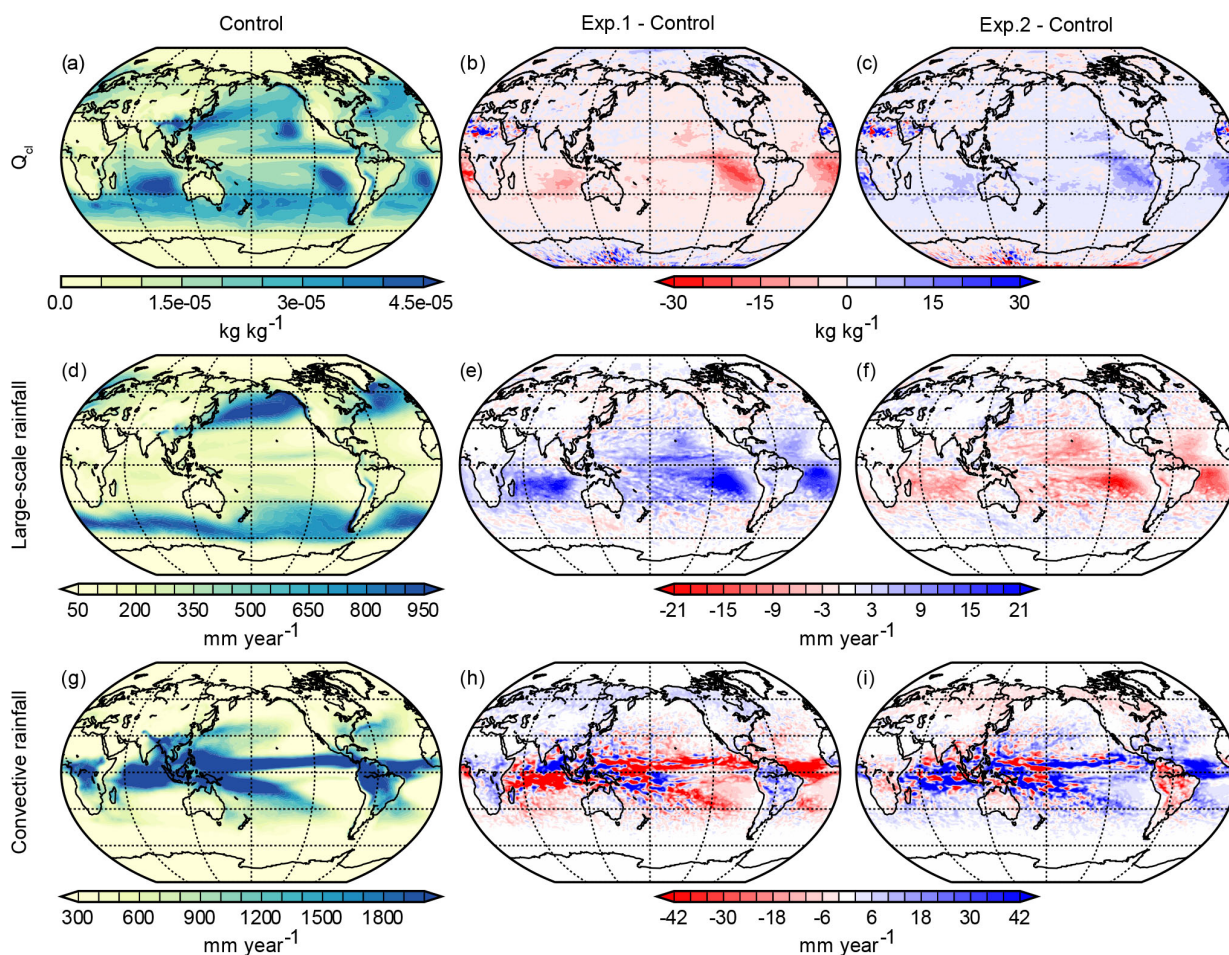 Control
Exp.1 - Control
Exp.2 - Control
Q_cl
(a)
(b)
(c)
0.0 1.5e-05 3e-05 4.5e-05
kg kg⁻¹
-30 -15 0 15 30
kg kg⁻¹
Large-scale rainfall
(d)
(e)
(f)
50 200 350 500 650 800 950
mm year⁻¹
-21 -15 -9 -3 3 9 15 21
mm year⁻¹
Convective rainfall
(g)
(h)
(i)
300 600 900 1200 1500 1800
mm year⁻¹
-42 -30 -18 -6 6 18 30 42
mm year⁻¹